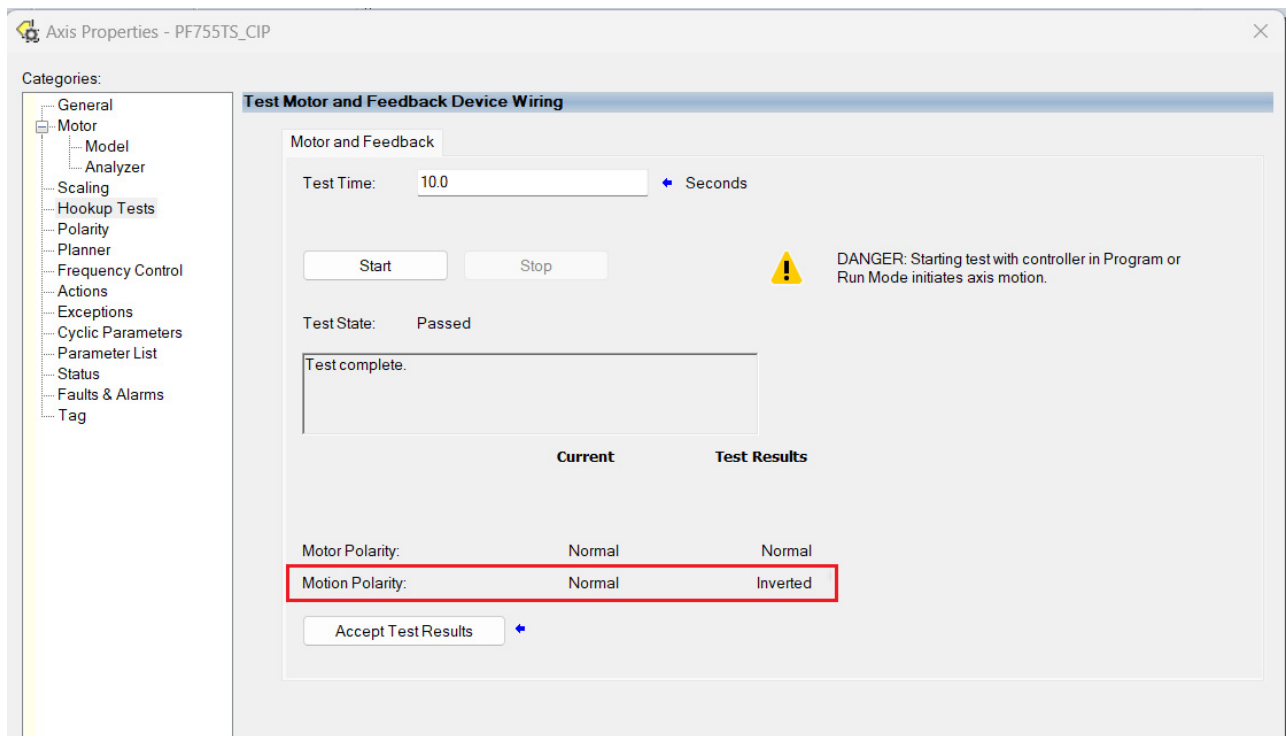 Axis Properties - PF755TS_CIP
Categories:
General
Motor
Model
Analyzer
Scaling
Hookup Tests
Polarity
Planner
Frequency Control
Actions
Exceptions
Cyclic Parameters
Parameter List
Status
Faults & Alarms
Tag
Test Motor and Feedback Device Wiring
Motor and Feedback
Test Time: 10.0 Seconds
Start Stop
DANGER: Starting test with controller in Program or
Run Mode initiates axis motion.
Test State: Passed
Test complete.
Current Test Results
Motor Polarity: Normal Normal
Motion Polarity: Normal Inverted
Accept Test Results